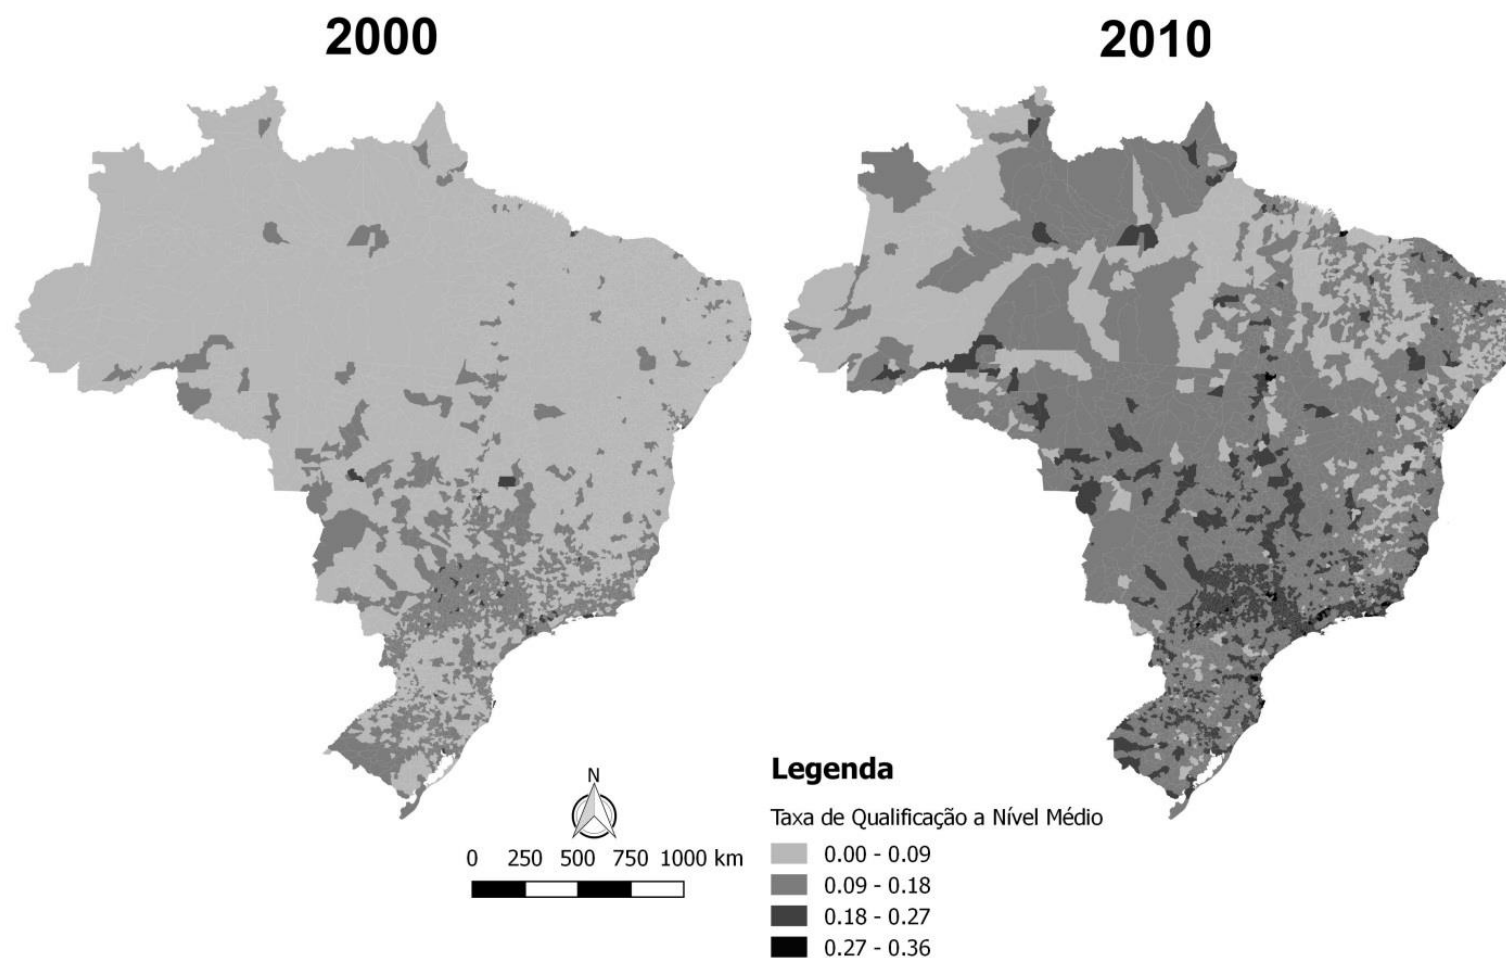 2000
2010
N
0 250 500 750 1000 km
Legenda
Taxa de Qualificação a Nível Médio
0.00 - 0.09
0.09 - 0.18
0.18 - 0.27
0.27 - 0.36